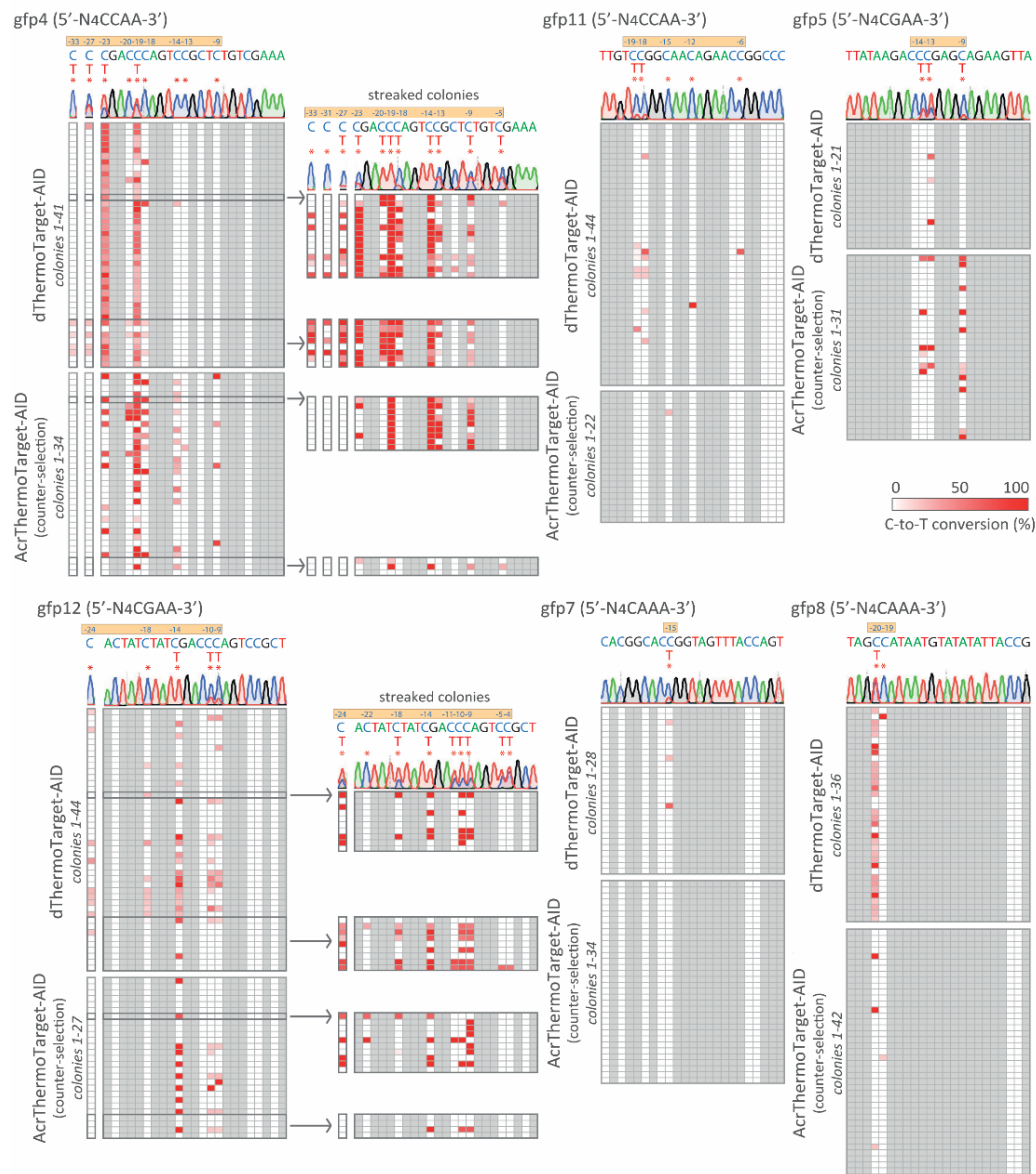 gfp4 (5’-N4CCAA-3’)
-33 -27 -23 -20-19-18 -14-13 -9
C C CGACCCAGTCCGCTCTGTCGAAA
T T T T
* * * * * * * * *
dThermoTarget-AID
colonies 1-41
AcrThermoTarget-AID
(counter-selection)
colonies 1-34
streaked colonies
-33 -31 -27 -23 -20-19-18 -14-13 -9 -5
C C C CGACCCAGTCCGCTCTGTCGAAA
gfp11 (5’-N4CCAA-3’)
-19-18 -15 -12 -6
TTGTCCGGCAACAGAACCGGCCC
TT
* * * * *
dThermoTarget-AID
colonies 1-44
AcrThermoTarget-AID
(counter-selection)
colonies 1-22
gfp5 (5’-N4CGAA-3’)
-14-13 -9
TTATAAGACCCGAGCAGAAGTTA
TT T
* * *
dThermoTarget-AID
colonies 1-21
AcrThermoTarget-AID
(counter-selection)
colonies 1-31
0 50 100
C-to-T conversion (%)
gfp12 (5’-N4CGAA-3’)
-24 -18 -14 -10-9
C ACTATCTATCGACCCAGTCCGCT
T TT
* * * * *
dThermoTarget-AID
colonies 1-44
AcrThermoTarget-AID
(counter-selection)
colonies 1-27
streaked colonies
-24 -22 -18 -14 -11-10-9 -5-4
C ACTATCTATCGACCCAGTCCGCT
T T T TTT TT
* * * * * * * * *
gfp7 (5’-N4CAAA-3’)
-15
CACGGCACCGGTAGTTTACCAGT
T
*
dThermoTarget-AID
colonies 1-28
AcrThermoTarget-AID
(counter-selection)
colonies 1-34
gfp8 (5’-N4CAAA-3’)
-20-19
TAGCCATAATGTATATATTACCG
T
* *
dThermoTarget-AID
colonies 1-36
AcrThermoTarget-AID
(counter-selection)
colonies 1-42